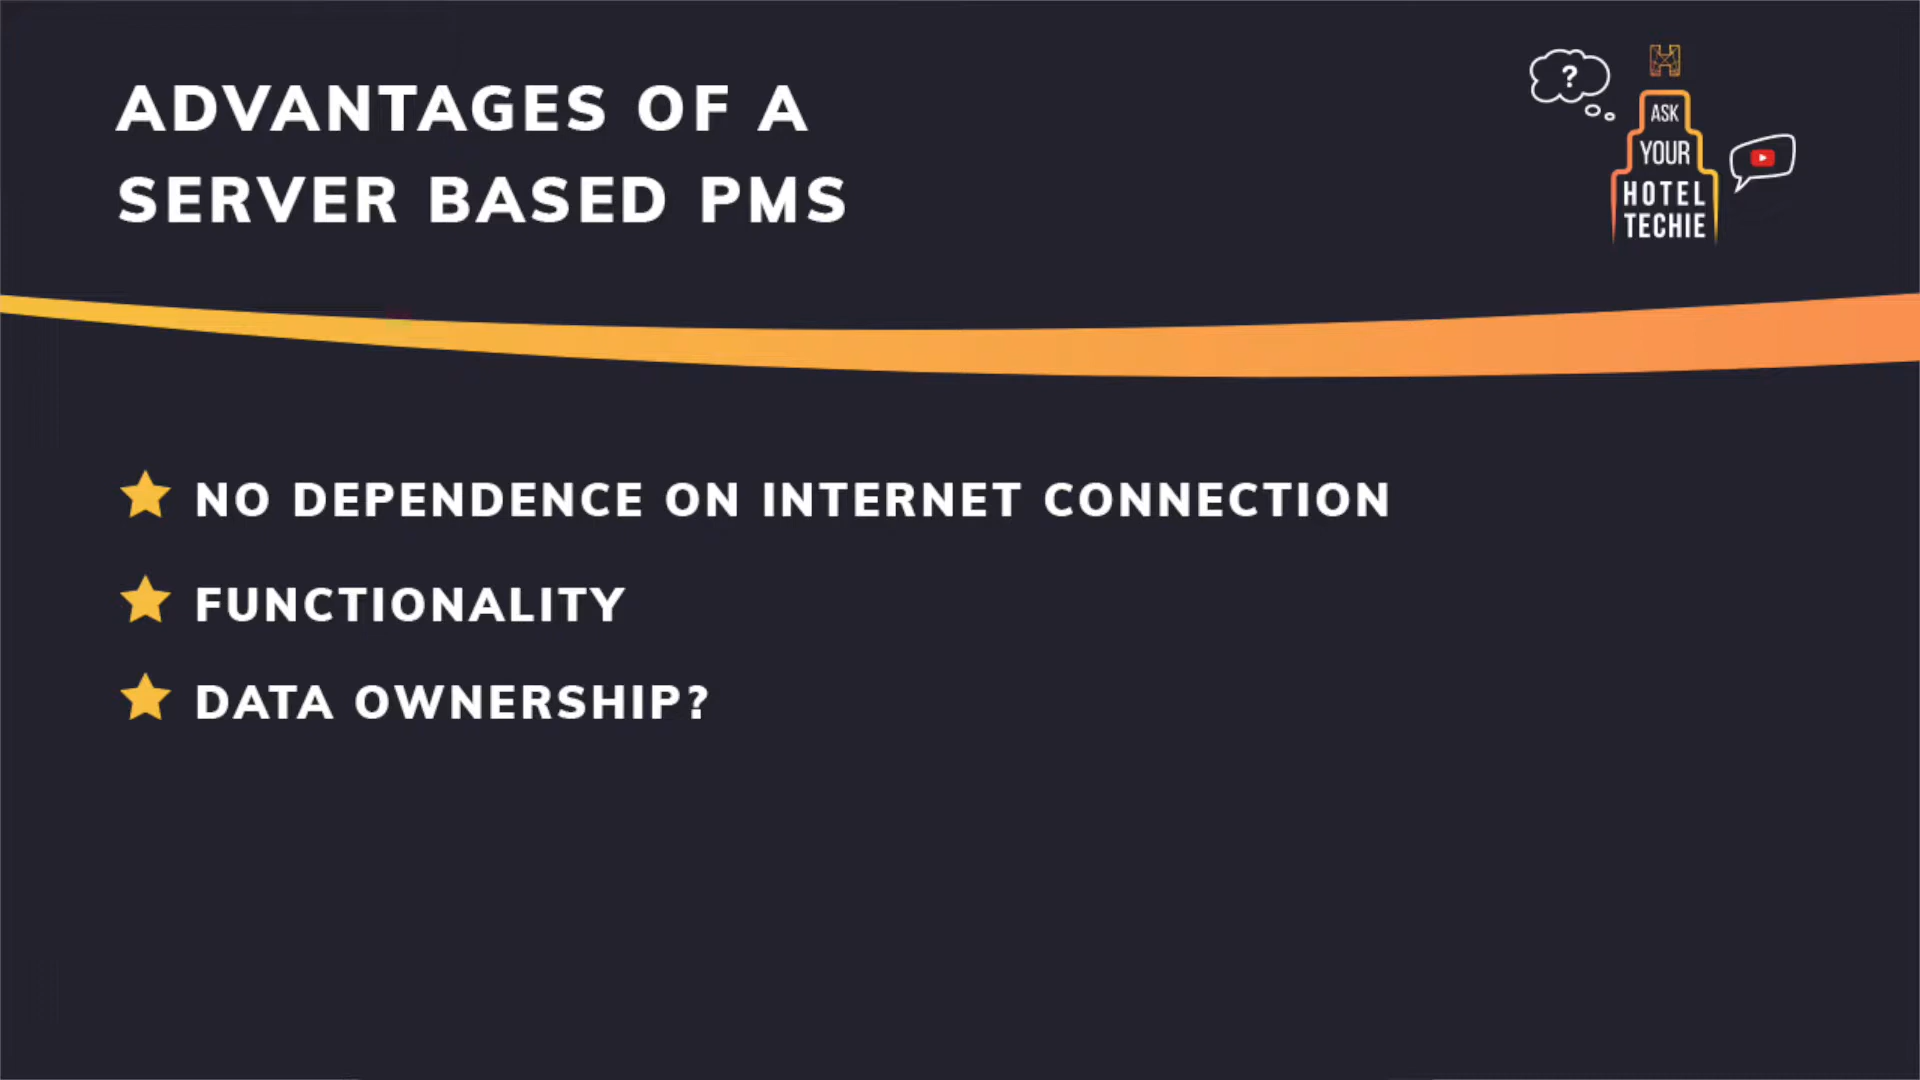 ADVANTAGES OF A
SERVER BASED PMS
?
ASK
YOUR
HOTEL
TECHIE
NO DEPENDENCE ON INTERNET CONNECTION
FUNCTIONALITY
DATA OWNERSHIP?